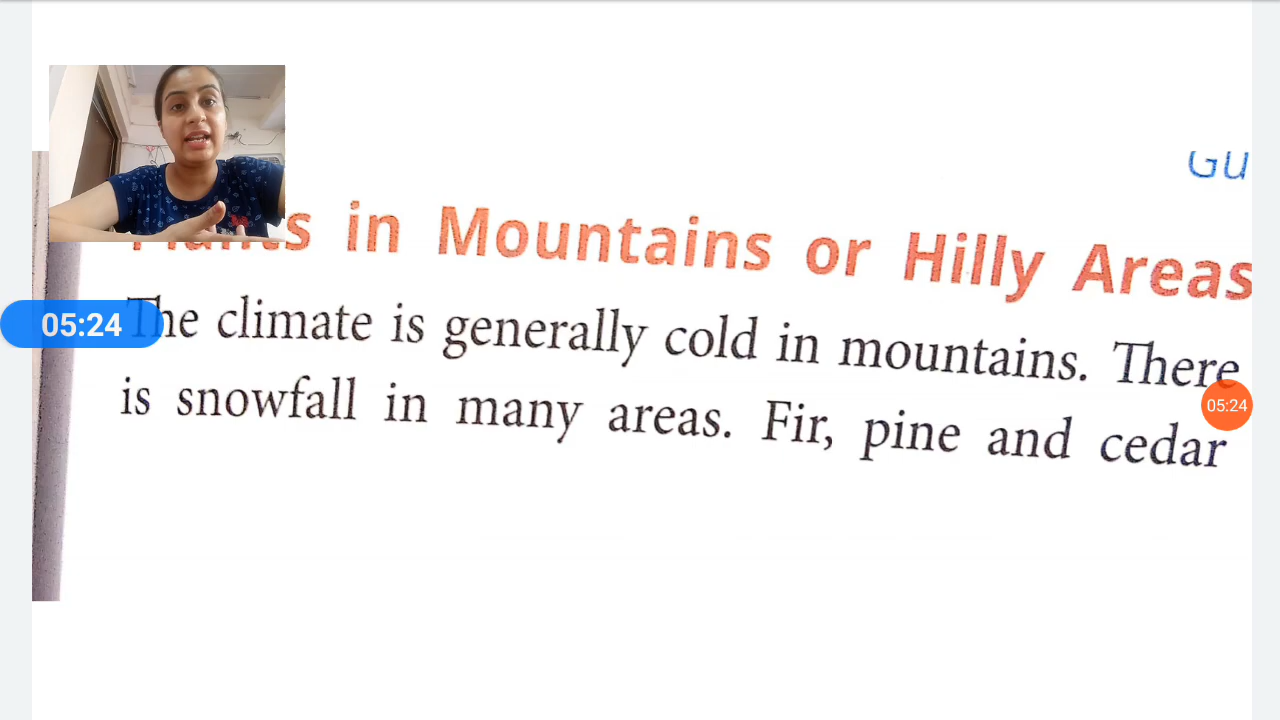 Gu
Plants in Mountains or Hilly Areas
The climate is generally cold in mountains. There
is snowfall in many areas. Fir, pine and cedar
05:24
05:24